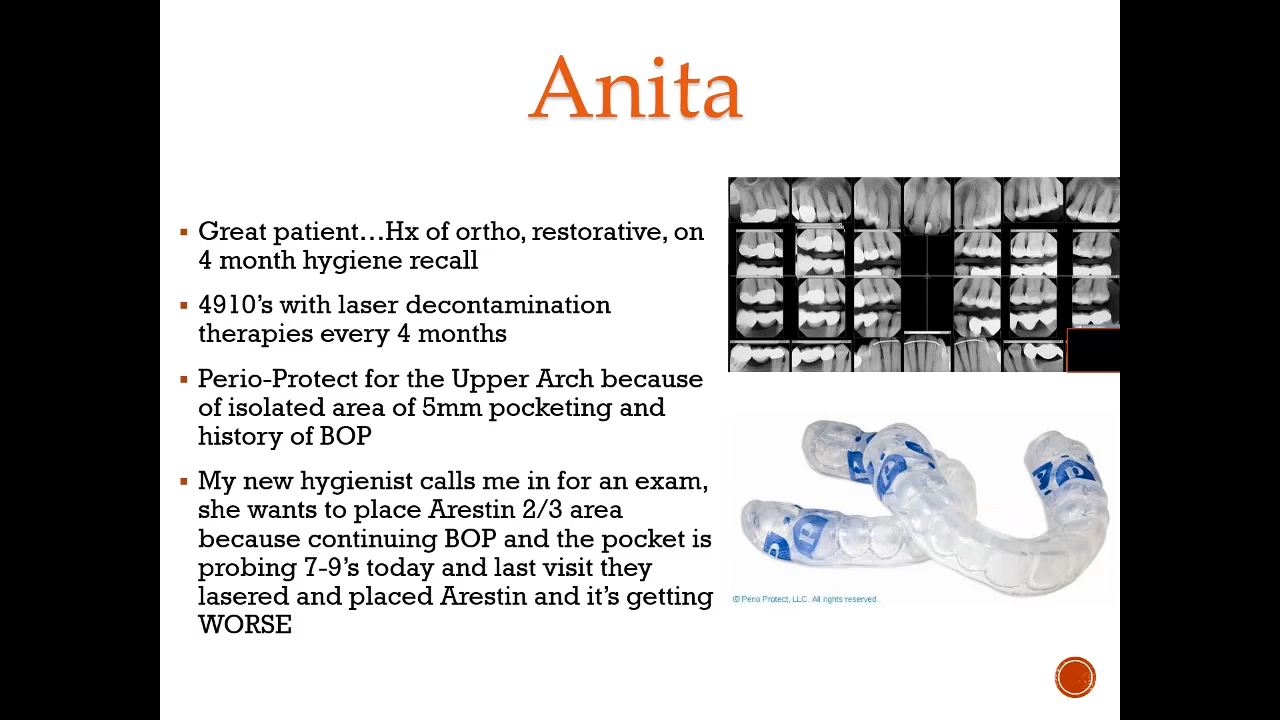 Anita
Great patient…Hx of ortho, restorative, on
4 month hygiene recall
4910's with laser decontamination
therapies every 4 months
Perio-Protect for the Upper Arch because
of isolated area of 5mm pocketing and
history of BOP
My new hygienist calls me in for an exam,
she wants to place Arestin 2/3 area
because continuing BOP and the pocket is
probing 7-9's today and last visit they
lasered and placed Arestin and it's getting
WORSE
© Perio Protect, LLC. All rights reserved.